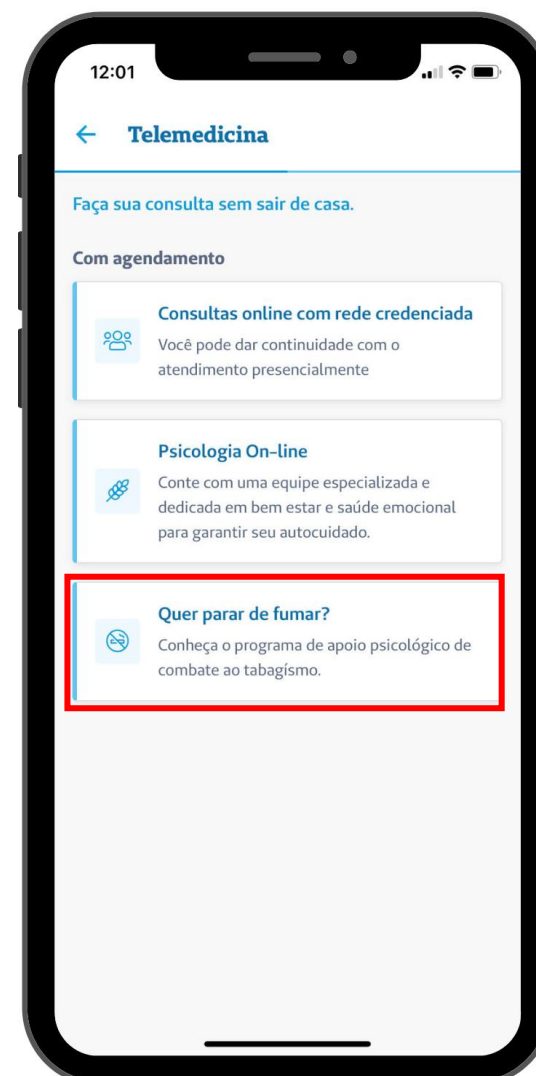 12:01
Telemedicina
Faça sua consulta sem sair de casa.
Com agendamento
Consultas online com rede credenciada
Você pode dar continuidade com o
atendimento presencialmente
Psicologia On-line
Conte com uma equipe especializada e
dedicada em bem estar e saúde emocional
para garantir seu autocuidado.
Quer parar de fumar?
Conheça o programa de apoio psicológico de
combate ao tabagísmo.